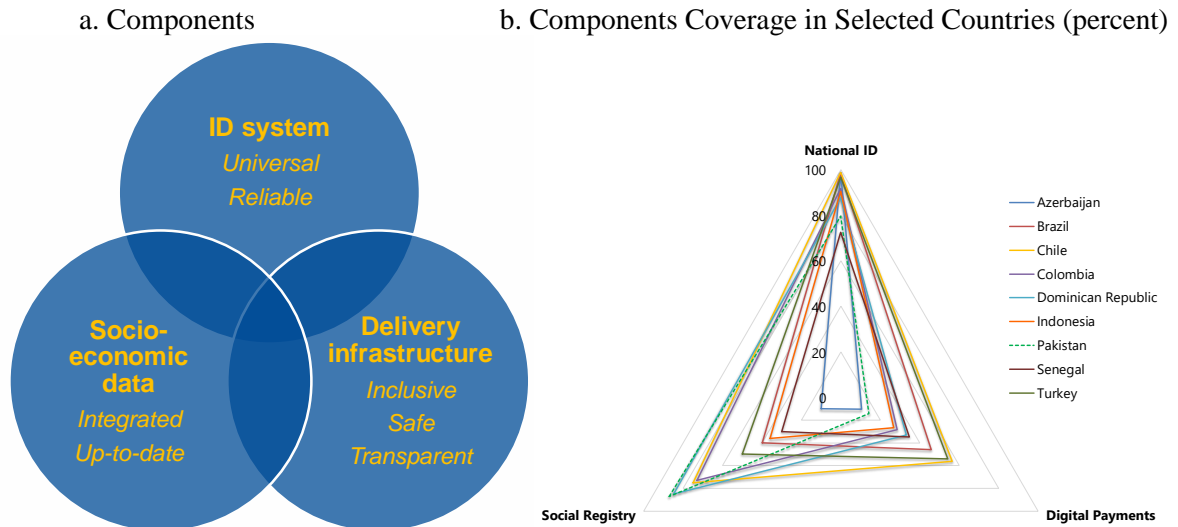 a. Components
b. Components Coverage in Selected Countries (percent)
ID system
Universal
Reliable
Socio-
economic
data
Integrated
Up-to-date
Delivery
infrastructure
Inclusive
Safe
Transparent
National ID
100
80
60
40
20
0
Social Registry
Digital Payments
Azerbaijan
Brazil
Chile
Colombia
Dominican Republic
Indonesia
Pakistan
Senegal
Turkey